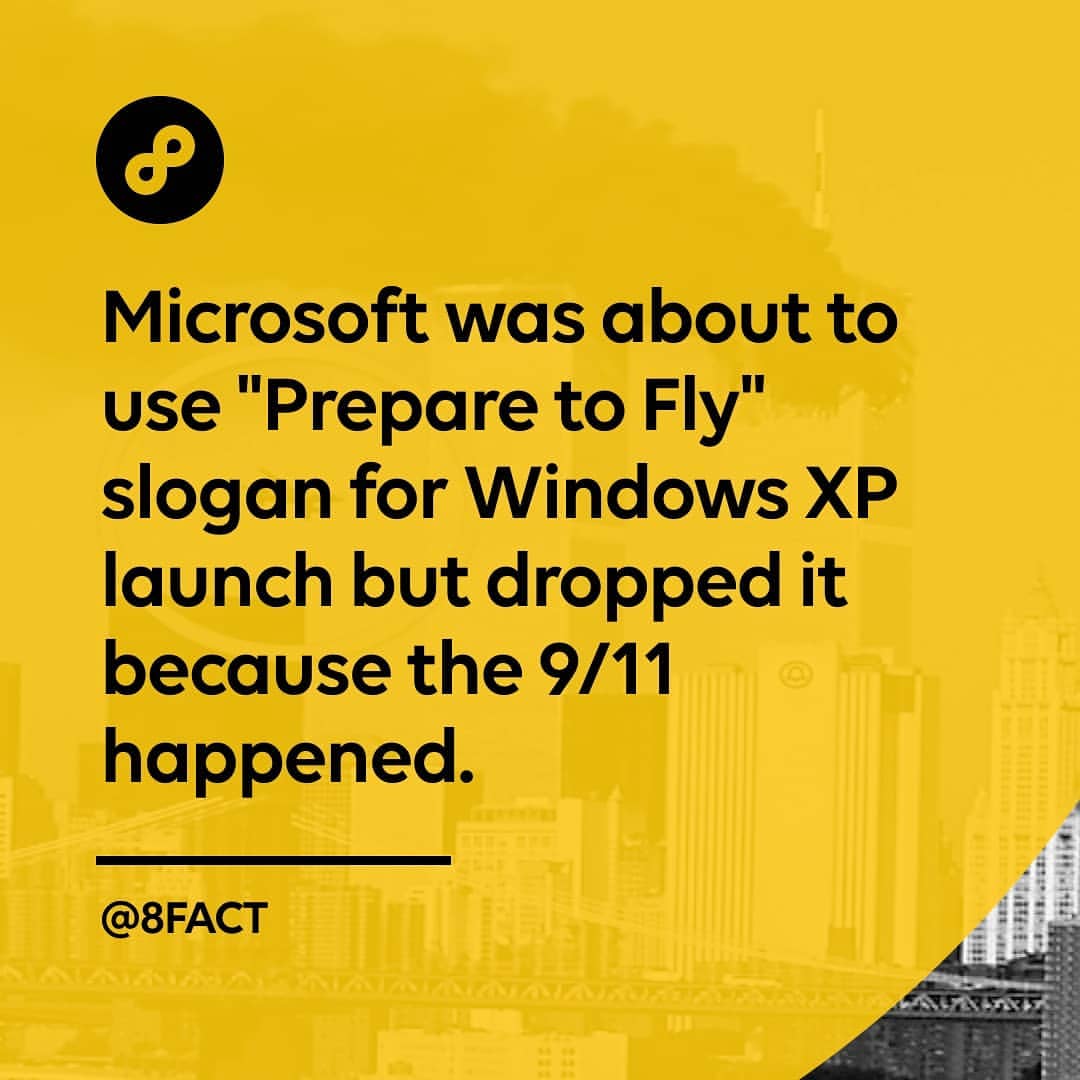 Microsoft was about to
use "Prepare to Fly"
slogan for Windows XP
launch but dropped it
because the 9/11
happened.
@8FACT